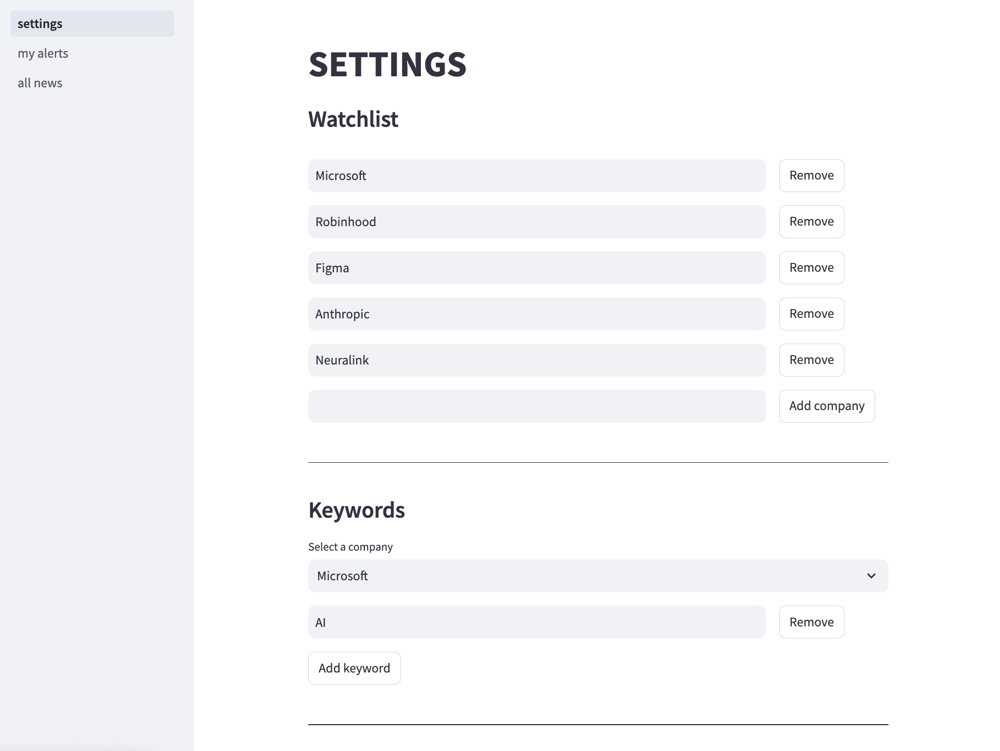 settings
my alerts
all news
SETTINGS
Watchlist
Microsoft Remove
Robinhood Remove
Figma Remove
Anthropic Remove
Neuralink Remove
Add company
Keywords
Select a company
Microsoft
AI Remove
Add keyword